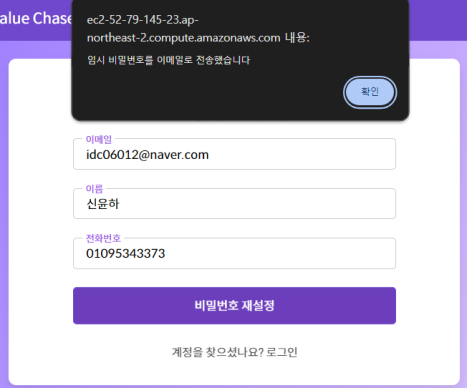 alue Chase
ec2-52-79-145-23.ap-
northeast-2.compute.amazonaws.com 내용:
임시 비밀번호를 이메일로 전송했습니다
확인
이메일
idc06012@naver.com
이름
신윤하
전화번호
01095343373
비밀번호 재설정
계정을 찾으셨나요? 로그인